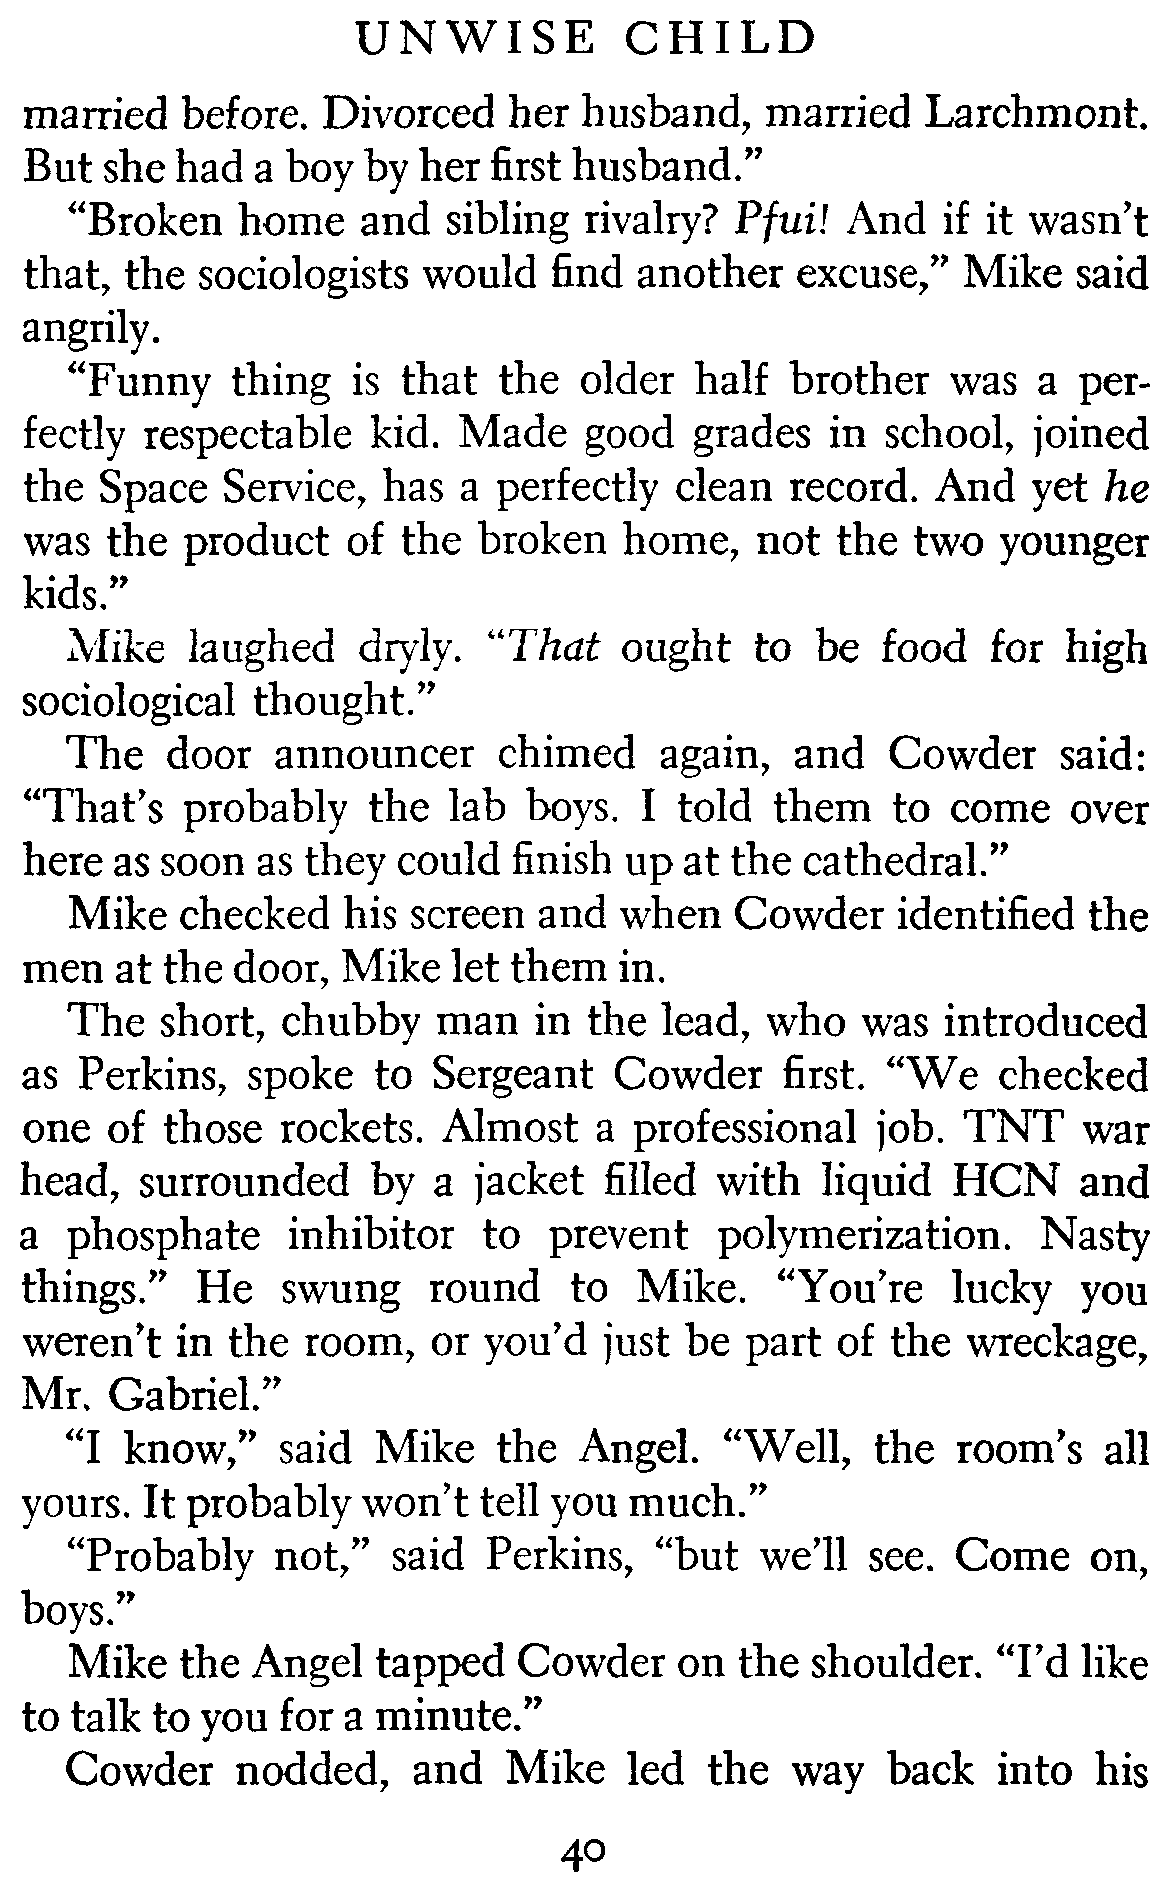 UNWISE CHILD
married before. Divorced her husband, married Larchmont.
But she had a boy by her first husband.”
“Broken home and sibling rivalry? Pfui! And if it wasn’t
that, the sociologists would find another excuse,” Mike said
angrily.
“Funny thing is that the older half brother was a per-
fectly respectable kid. Made good grades in school, joined
the Space Service, has a perfectly clean record. And yet he
was the product of the broken home, not the two younger
kids.”
Mike laughed dryly. “That ought to be food for high
sociological thought.”
The door announcer chimed again, and Cowder said:
“That’s probably the lab boys. I told them to come over
here as soon as they could finish up at the cathedral.”
Mike checked his screen and when Cowder identified the
men at the door, Mike let them in.
The short, chubby man in the lead, who was introduced
as Perkins, spoke to Sergeant Cowder first. “We checked
one of those rockets. Almost a professional job. TNT war
head, surrounded by a jacket filled with liquid HCN and
a phosphate inhibitor to prevent polymerization. Nasty
things.” He swung round to Mike. “You’re lucky you
weren’t in the room, or you’d just be part of the wreckage,
Mr. Gabriel.”
“I know,” said Mike the Angel. “Well, the room’s all
yours. It probably won’t tell you much.”
“Probably not,” said Perkins, “but we’ll see. Come on,
boys.”
Mike the Angel tapped Cowder on the shoulder. “I’d like
to talk to you for a minute.”
Cowder nodded, and Mike led the way back into his
40